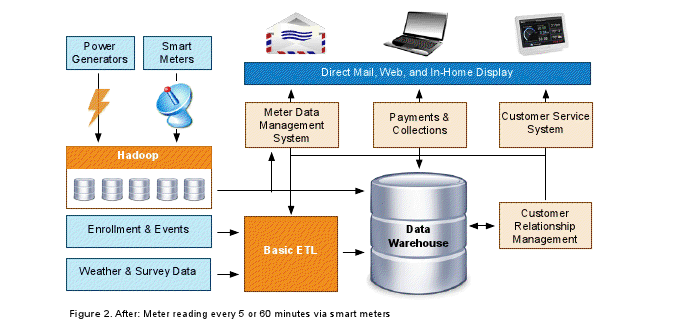 Power
Generators
Smart
Meters
Direct Mail, Web, and In-Home Display
Meter Data
Management
System
Payments
& Collections
Customer Service
System
Hadoop
Enrollment & Events
Weather & Survey Data
Basic ETL
Data
Warehouse
Customer
Relationship
Management
Figure 2. After: Meter reading every 5 or 60 minutes via smart meters